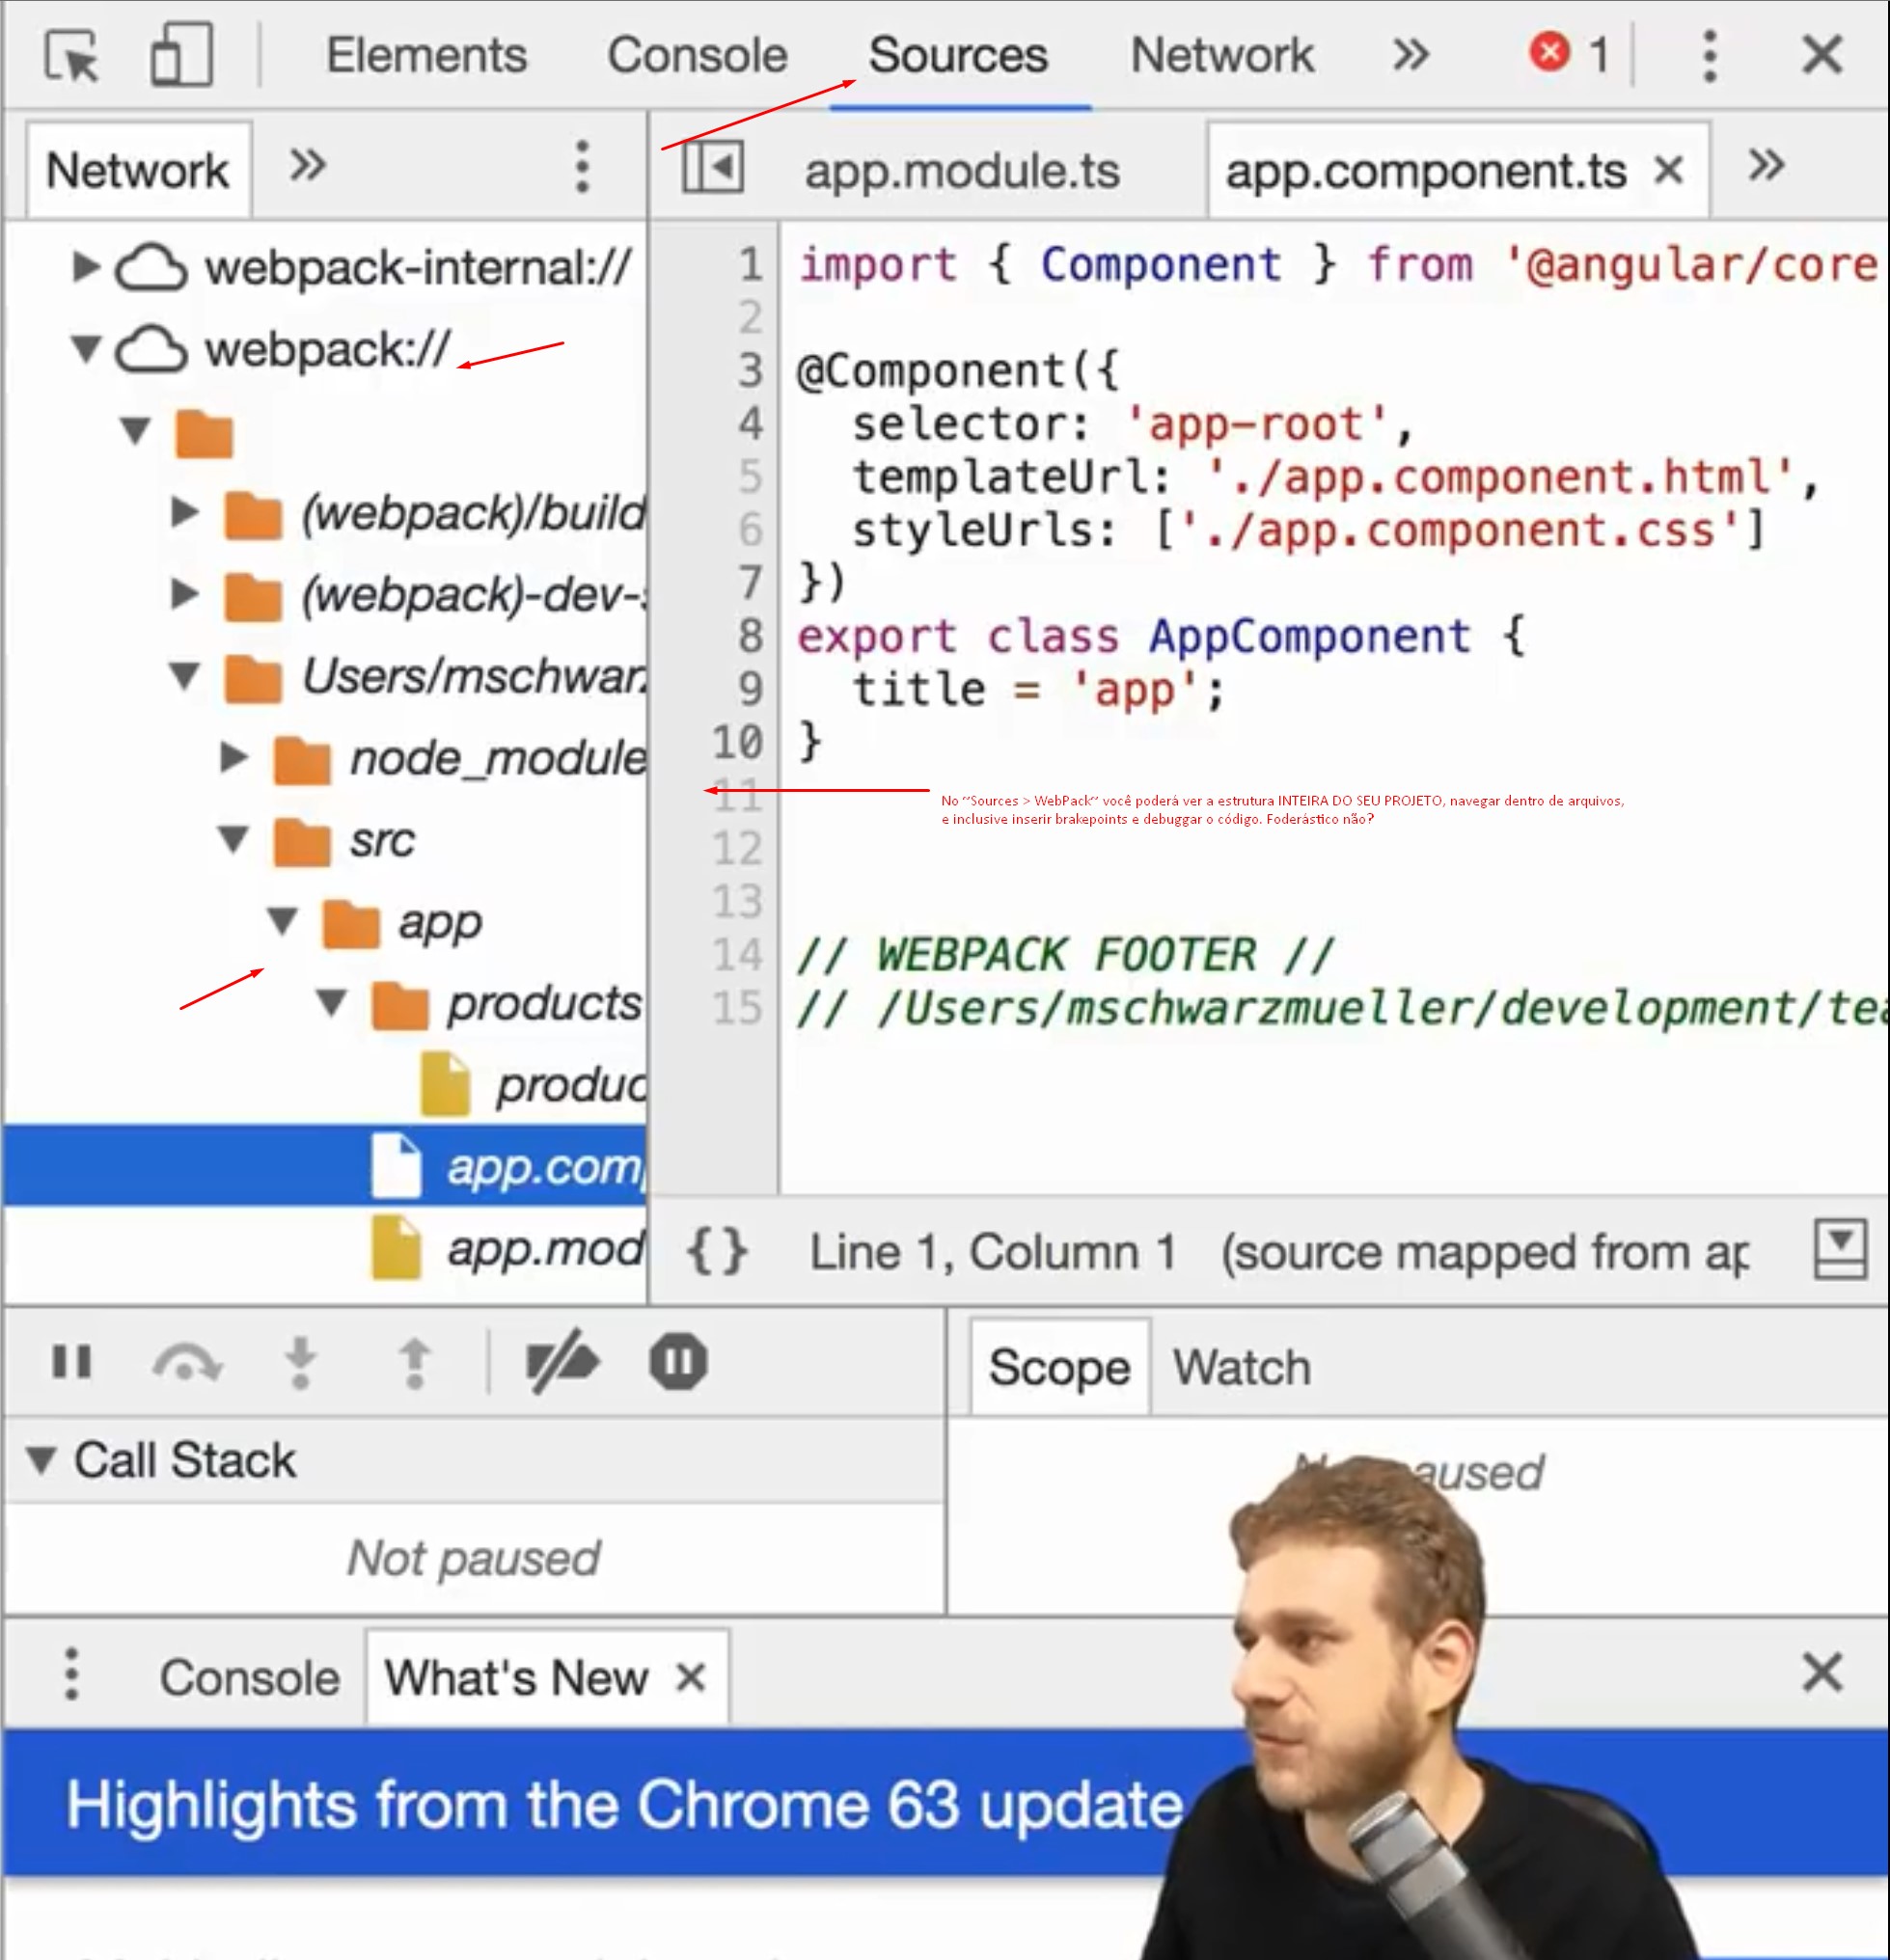 Elements Console Sources Network » 1
Network »
app.module.ts app.component.ts
webpack-internal://
webpack://
(webpack)/build
(webpack)-dev-
Users/mschwar
node_module
src
app
products
produc
app.com
app.mod
1 import { Component } from '@angular/core
2
3 @Component({
4 selector: 'app-root',
5 templateUrl: './app.component.html',
6 styleUrls: ['./app.component.css']
7 })
8 export class AppComponent {
9 title = 'app';
10 }
11
No ~Sources > WebPack~ você poderá ver a estrutura INTEIRA DO SEU PROJETO, navegar dentro de arquivos,
e inclusive inserir brakepoints e debuggar o código. Foderástico não?
12
13
14 // WEBPACK FOOTER //
15 // /Users/mschwarzmueller/development/tea
{} Line 1, Column 1 (source mapped from ap
Scope Watch
Call Stack
Not paused
aused
Console What's New
Highlights from the Chrome 63 update